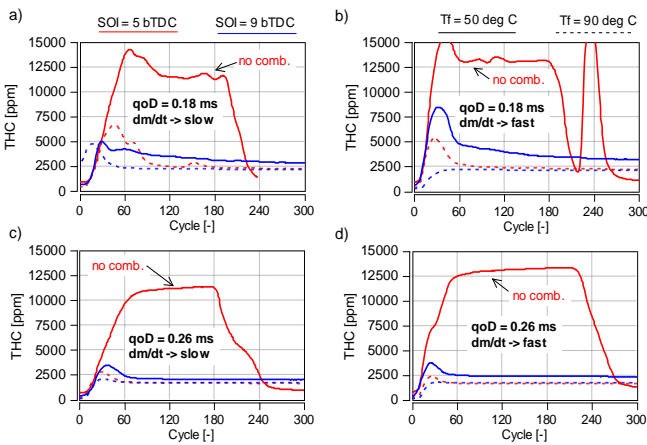 a) SOI = 5 bTDC SOI = 9 bTDC
b) Tf = 50 deg C Tf = 90 deg C
15000
12500
10000
7500
5000
2500
0
THC [ppm]
no comb.
qoD = 0.18 ms
dm/dt-> slow
0 60 120 180 240 300
Cycle [-]
15000
12500
10000
7500
5000
2500
0
THC [ppm]
no comb.
qoD = 0.18 ms
dm/dt-> fast
0 60 120 180 240 300
Cycle [-]
c)
15000
12500
10000
7500
5000
2500
0
THC [ppm]
no comb.
qoD = 0.26 ms
dm/dt-> slow
0 60 120 180 240 300
Cycle [-]
d)
15000
12500
10000
7500
5000
2500
0
THC [ppm]
no comb.
qoD = 0.26 ms
dm/dt-> fast
0 60 120 180 240 300
Cycle [-]